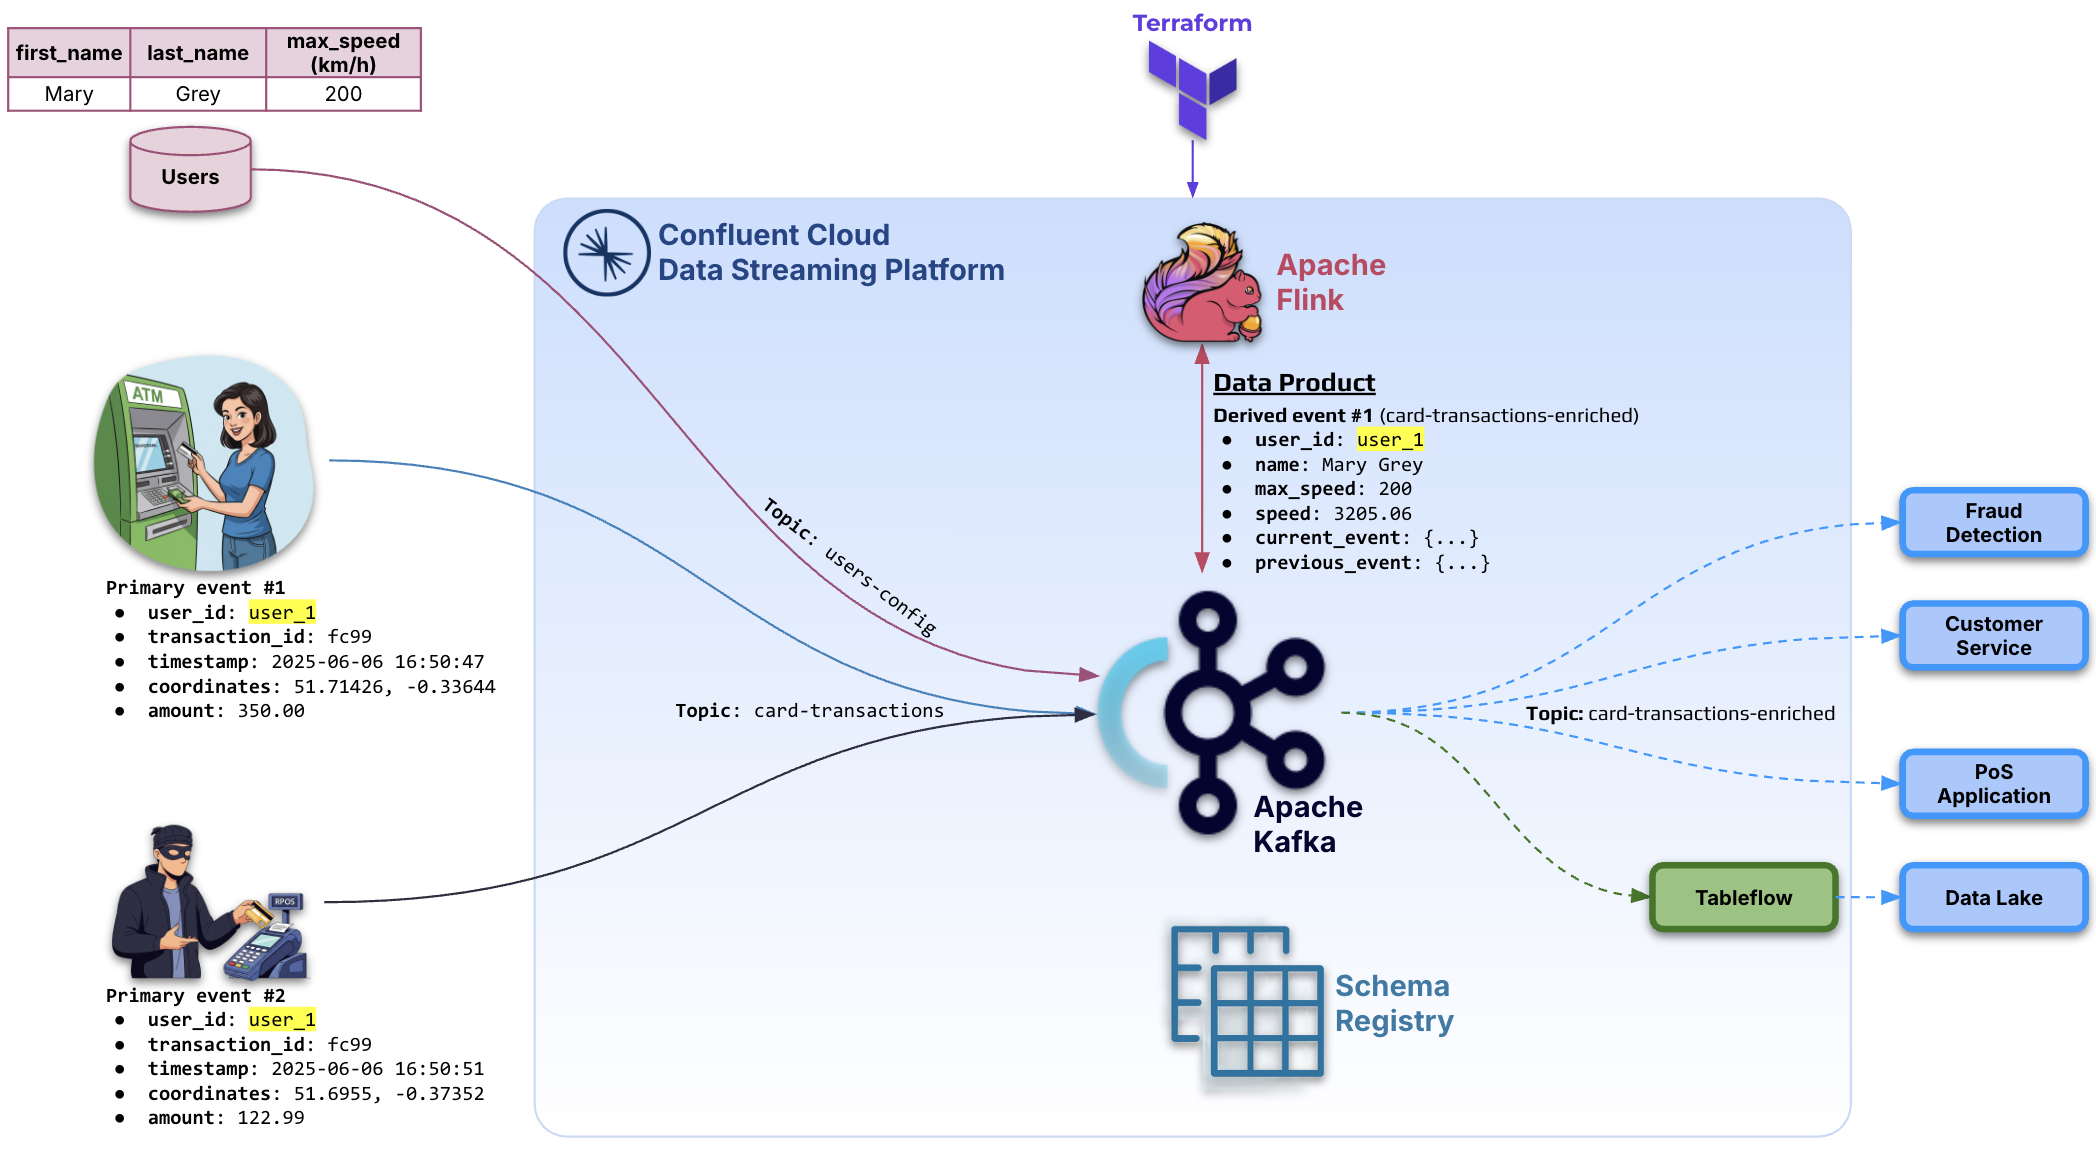 Terraform
first_name last_name max_speed
(km/h)
Mary Grey 200
Users
Confluent Cloud
Data Streaming Platform
Apache
Flink
ATM
Data Product
Derived event #1 (card-transactions-enriched)
● user_id: user_1
● name: Mary Grey
● max_speed: 200
● speed: 3205.06
● current_event: {...}
● previous_event: {...}
Topic: users-config
Primary event #1
● user_id: user_1
● transaction_id: fc99
● timestamp: 2025-06-06 16:50:47
● coordinates: 51.71426, -0.33644
● amount: 350.00
Topic: card-transactions
Apache
Kafka
Topic: card-transactions-enriched
Fraud
Detection
Customer
Service
PoS
Application
Tableflow
Data Lake
RPOS
Primary event #2
● user_id: user_1
● transaction_id: fc99
● timestamp: 2025-06-06 16:50:51
● coordinates: 51.6955, -0.37352
● amount: 122.99
Schema
Registry